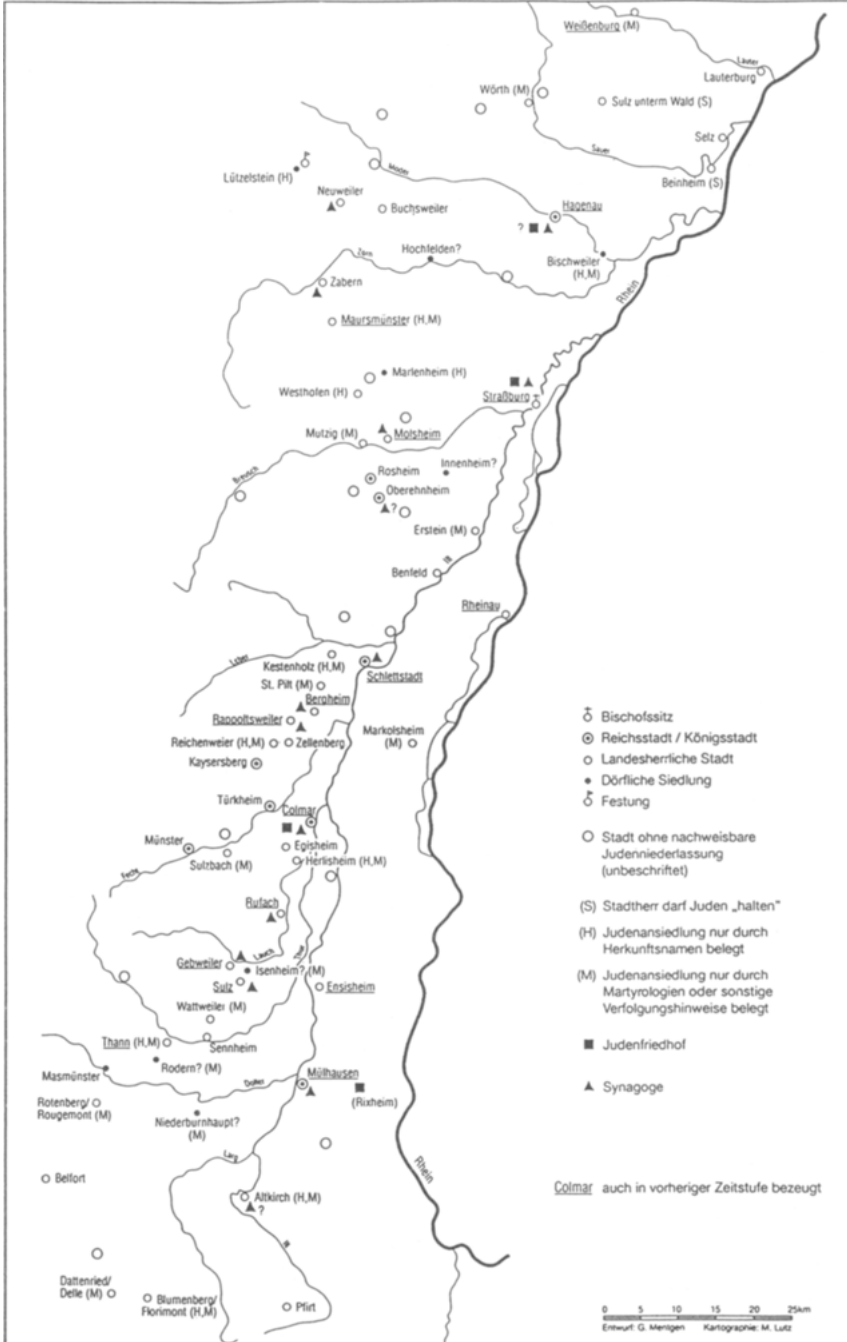 Weißenburg (M)
Lauter
Lauterburg
Wörth (M)
Sulz unterm Wald (S)
Selz
Sauer
Beinheim (S)
Moder
Lützelstein (H)
Neuweiler
Buchsweiler
Hagenau
?
Hochfelden?
Bischweiler
(H,M)
Zorn
Zabern
Rhein
Maursmünster (H,M)
Marlenheim (H)
Westhofen (H)
Straßburg
Mutzig (M)
Molsheim
Innenheim?
Rosheim
Breusch
Oberehnheim
?
Erstein (M)
Ill
Benfeld
Rheinau
Kestenholz (H,M)
Schlettstadt
St. Pilt (M)
Bergheim
Rappoltsweiler
Reichenweier (H,M)
Zellenberg
Markolsheim
(M)
Kaysersberg
Türkheim
Colmar
Münster
Egisheim
Sulzbach (M)
Herlisheim (H,M)
Fecht
Rufach
Lauch
Thur
Gebweiler
Isenheim? (M)
Sulz
Ensisheim
Wattweiler (M)
Thann (H,M)
Sennheim
Rodern? (M)
Masmünster
Doller
Mülhausen
(Rixheim)
Rotenberg/
Rougemont (M)
Niederburnhaupt?
(M)
Larg
Rhein
Belfort
Altkirch (H,M)
?
Ill
Dattenried/
Delle (M)
Blumenberg/
Florimont (H,M)
Pfirt
Bischofssitz
Reichsstadt / Königsstadt
Landesherrliche Stadt
Dörfliche Siedlung
Festung
Stadt ohne nachweisbare
Judenniederlassung
(unbeschriftet)
(S) Stadtherr darf Juden „halten"
(H) Judenansiedlung nur durch
Herkunftsnamen belegt
(M) Judenansiedlung nur durch
Martyrologien oder sonstige
Verfolgungshinweise belegt
Judenfriedhof
Synagoge
Colmar auch in vorheriger Zeitstufe bezeugt
0 5 10 15 20 25km
Entwurf: G. Mentgen Kartographie: M. Lutz